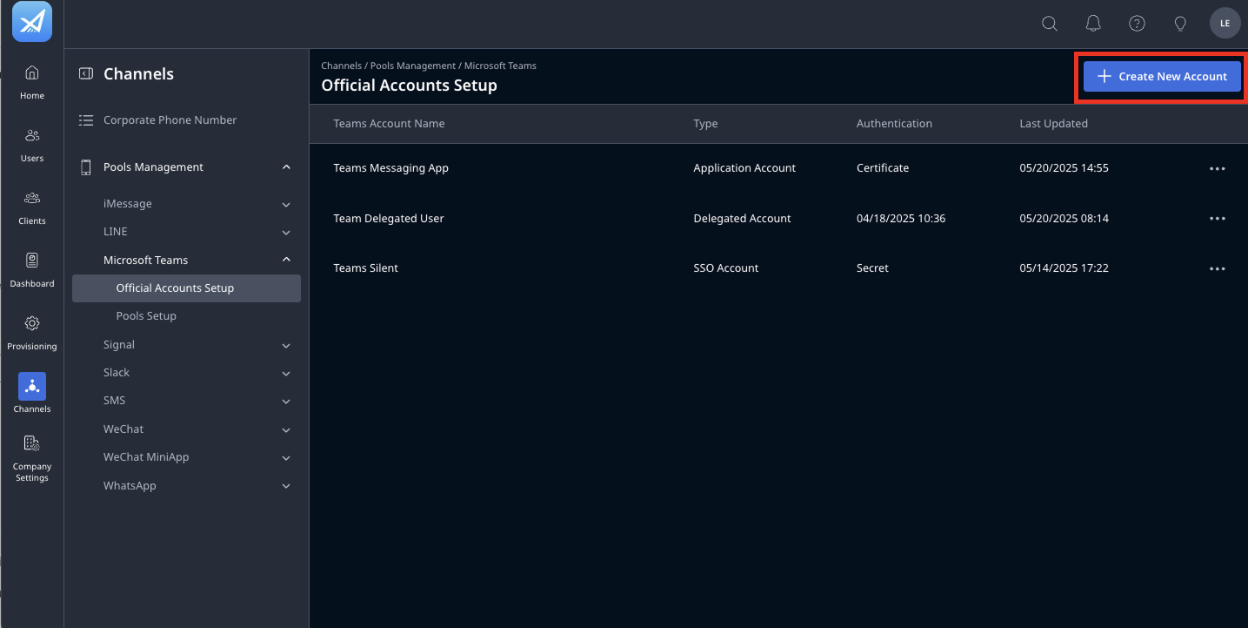 LE
Home
Users
Clients
Dashboard
Provisioning
Channels
Company
Settings
Channels
Corporate Phone Number
Pools Management
iMessage
LINE
Microsoft Teams
Official Accounts Setup
Pools Setup
Signal
Slack
SMS
WeChat
WeChat MiniApp
WhatsApp
Channels / Pools Management / Microsoft Teams
Official Accounts Setup
Create New Account
Teams Account Name Type Authentication Last Updated
Teams Messaging App Application Account Certificate 05/20/2025 14:55
Team Delegated User Delegated Account 04/18/2025 10:36 05/20/2025 08:14
Teams Silent SSO Account Secret 05/14/2025 17:22